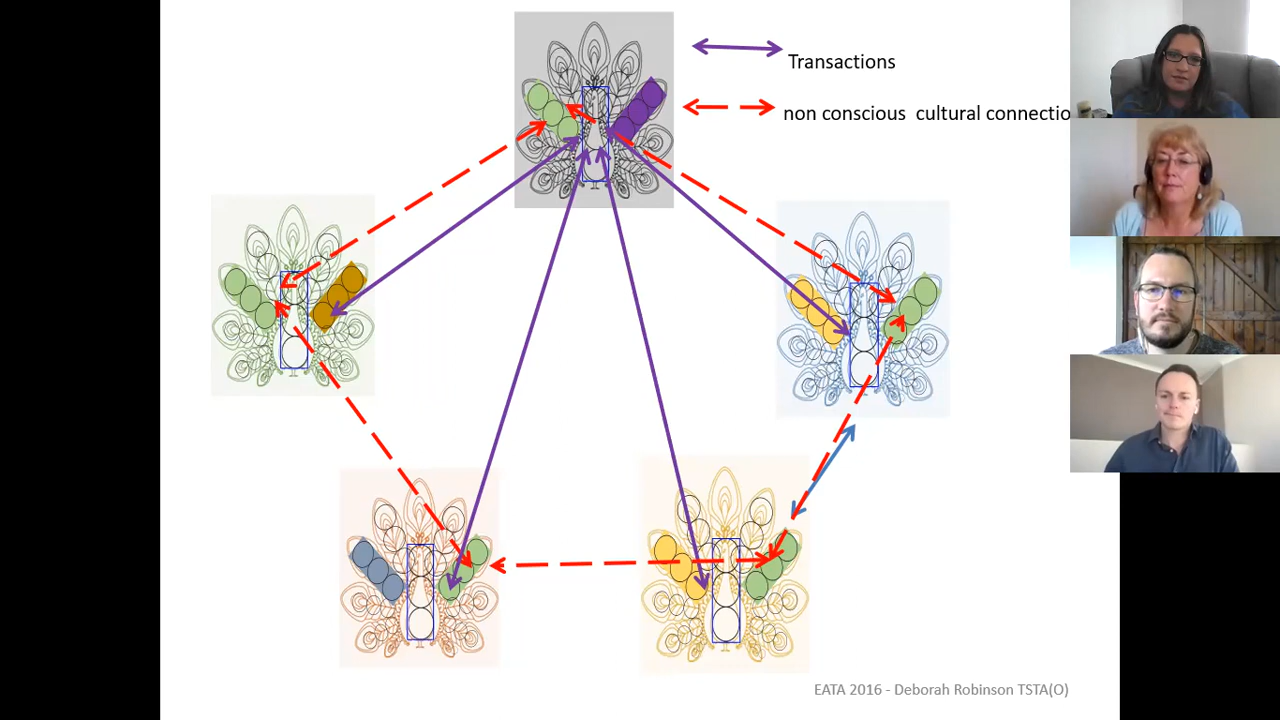 Transactions
non conscious cultural connectio
EATA 2016 - Deborah Robinson TSTA(O)